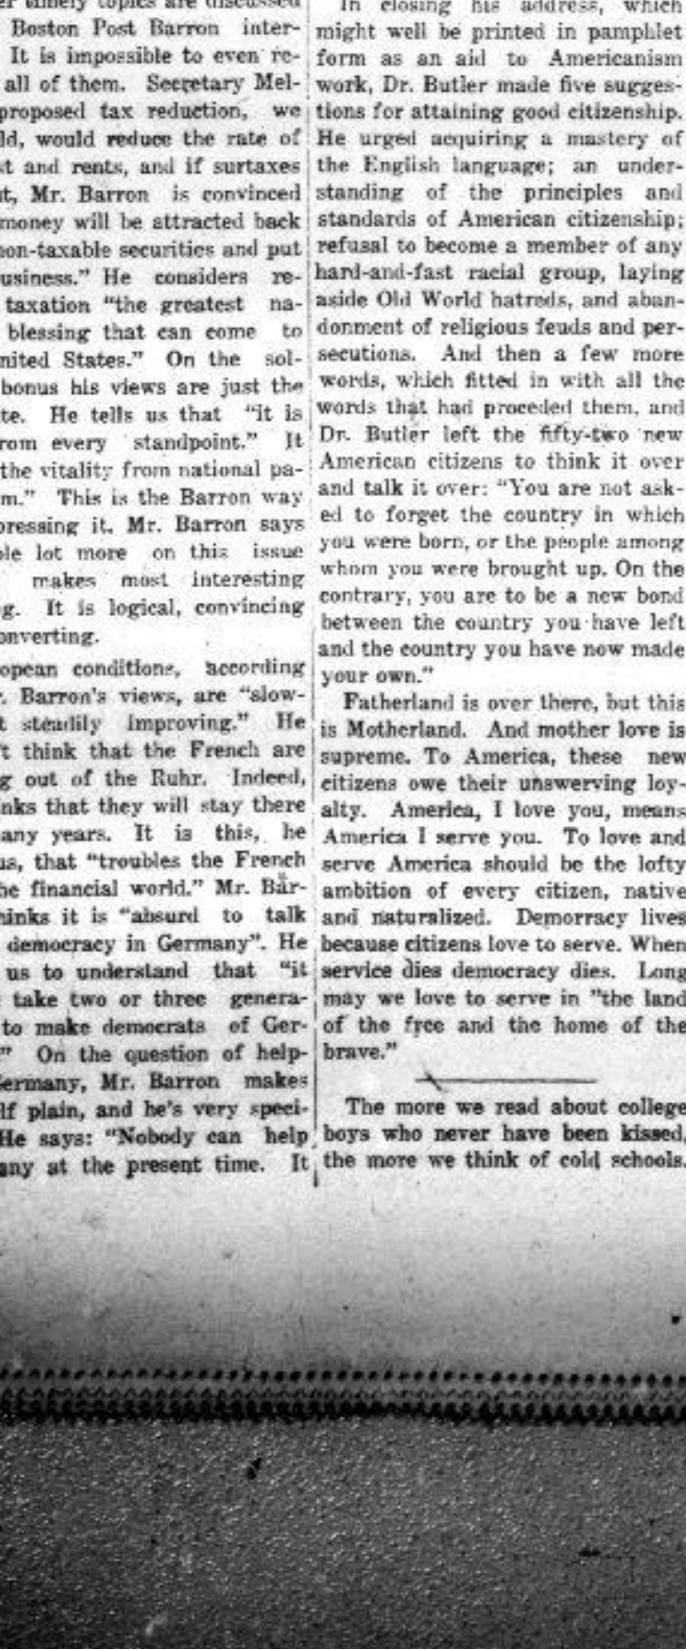 er timely topics are discussed
Boston Post Barron inter-
It is impossible to even re-
all of them. Secretary Mel-
proposed tax reduction, we
ld, would reduce the rate of
st and rents, and if surtaxes
ut, Mr. Barron is convinced
money will be attracted back
non-taxable securities and put
usiness." He considers re-
taxation "the greatest na-
blessing that can come to
nited States." On the sol-
bonus his views are just the
te. He tells us that "it is
rom every standpoint." It
the vitality from national pa-
m." This is the Barron way
pressing it. Mr. Barron says
ole lot more on this issue
makes most interesting
g. It is logical, convincing
onverting.
opean conditions, according
r. Barron's views, are "slow-
t steadily improving." He
't think that the French are
g out of the Ruhr. Indeed,
nks that they will stay there
any years. It is this, he
us, that "troubles the French
he financial world." Mr. Bar-
hinks it is "absurd to talk
democracy in Germany". He
us to understand that "it
take two or three genera-
to make democrats of Ger-
" On the question of help-
Germany, Mr. Barron makes
lf plain, and he's very speci-
He says: "Nobody can help
any at the present time. It
In closing his address, which
might well be printed in pamphlet
form as an aid to Americanism
work, Dr. Butler made five sugges-
tions for attaining good citizenship.
He urged acquiring a mastery of
the English language; an under-
standing of the principles and
standards of American citizenship;
refusal to become a member of any
hard-and-fast racial group, laying
aside Old World hatreds, and aban-
donment of religious feuds and per-
secutions. And then a few more
words, which fitted in with all the
words that had proceded them, and
Dr. Butler left the fifty-two new
American citizens to think it over
and talk it over: "You are not ask-
ed to forget the country in which
you were born, or the people among
whom you were brought up. On the
contrary, you are to be a new bond
between the country you have left
and the country you have now made
your own."
Fatherland is over there, but this
is Motherland. And mother love is
supreme. To America, these new
citizens owe their unswerving loy-
alty. America, I love you, means
America I serve you. To love and
serve America should be the lofty
ambition of every citizen, native
and naturalized. Demorracy lives
because citizens love to serve. When
service dies democracy dies. Long
may we love to serve in "the land
of the free and the home of the
brave."
The more we read about college
boys who never have been kissed,
the more we think of cold schools.